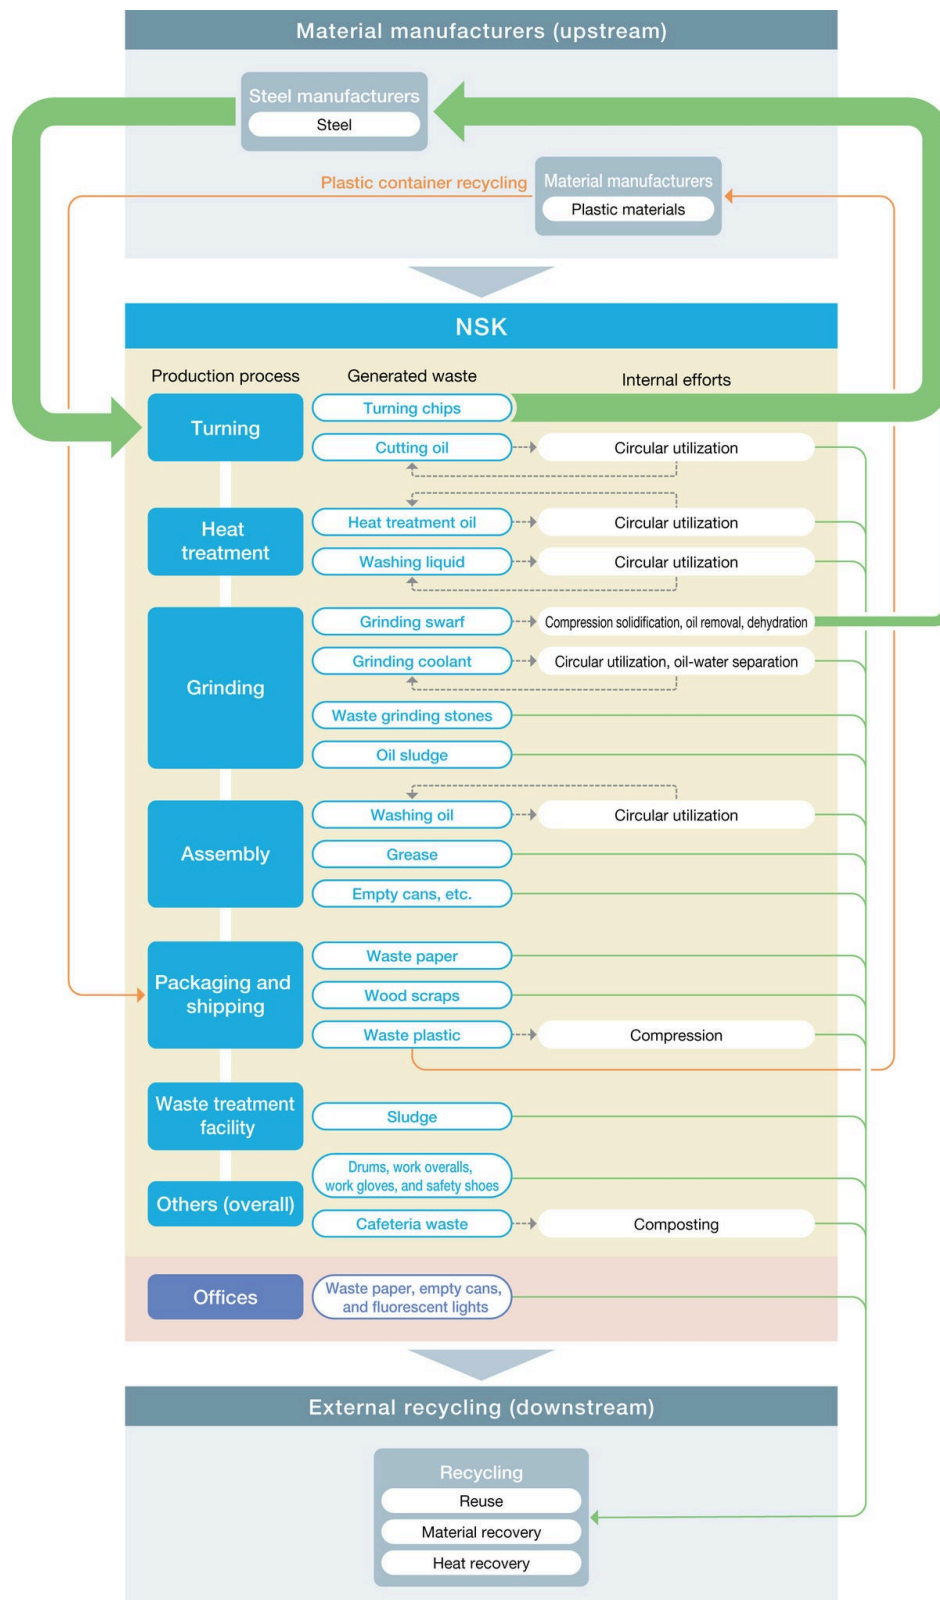 Material manufacturers (upstream)
Steel manufacturers
Steel
Plastic container recycling
Material manufacturers
Plastic materials
NSK
Production process
Generated waste
Internal efforts
Turning
Turning chips
Cutting oil
Circular utilization
Heat
treatment
Heat treatment oil
Circular utilization
Washing liquid
Circular utilization
Grinding
Grinding swarf
Compression solidification, oil removal, dehydration
Grinding coolant
Circular utilization, oil-water separation
Waste grinding stones
Oil sludge
Assembly
Washing oil
Circular utilization
Grease
Empty cans, etc.
Packaging and
shipping
Waste paper
Wood scraps
Waste plastic
Compression
Waste treatment
facility
Sludge
Others (overall)
Drums, work overalls,
work gloves, and safety shoes
Cafeteria waste
Composting
Offices
Waste paper, empty cans,
and fluorescent lights
External recycling (downstream)
Recycling
Reuse
Material recovery
Heat recovery